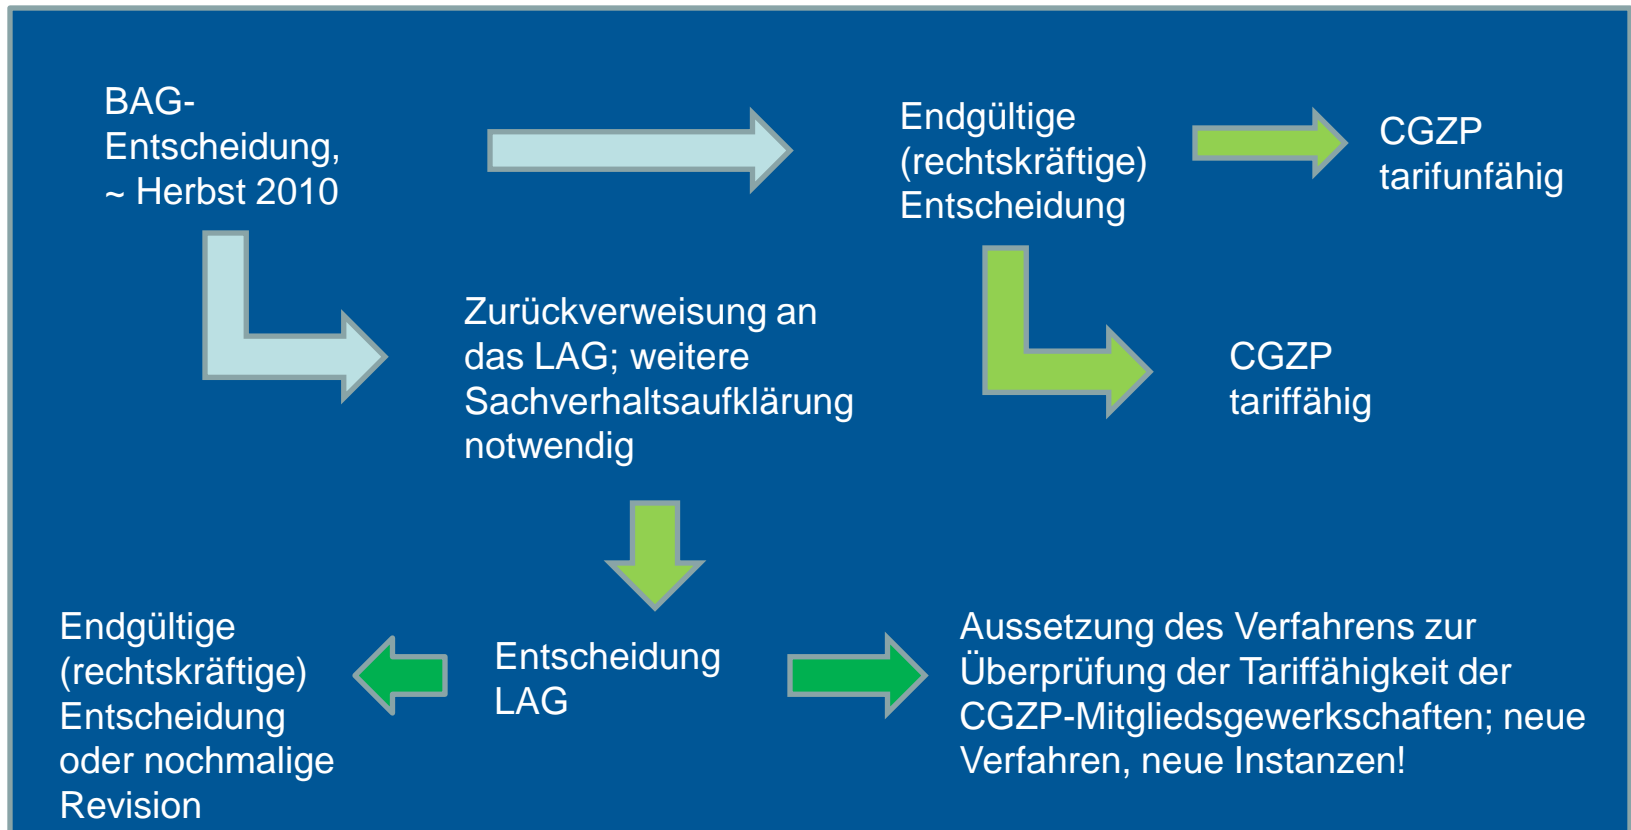 BAG-
Entscheidung,
~ Herbst 2010
Endgültige
(rechtskräftige)
Entscheidung
CGZP
tarifunfähig
Zurückverweisung an
das LAG; weitere
Sachverhaltsaufklärung
notwendig
CGZP
tariffähig
Endgültige
(rechtskräftige)
Entscheidung
oder nochmalige
Revision
Entscheidung
LAG
Aussetzung des Verfahrens zur
Überprüfung der Tariffähigkeit der
CGZP-Mitgliedsgewerkschaften; neue
Verfahren, neue Instanzen!